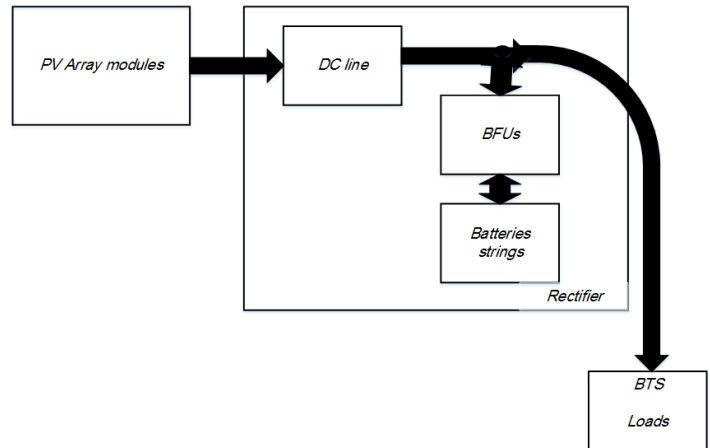 PV Array modules
DC line
BFUs
Batteries
strings
Rectifier
BTS
Loads